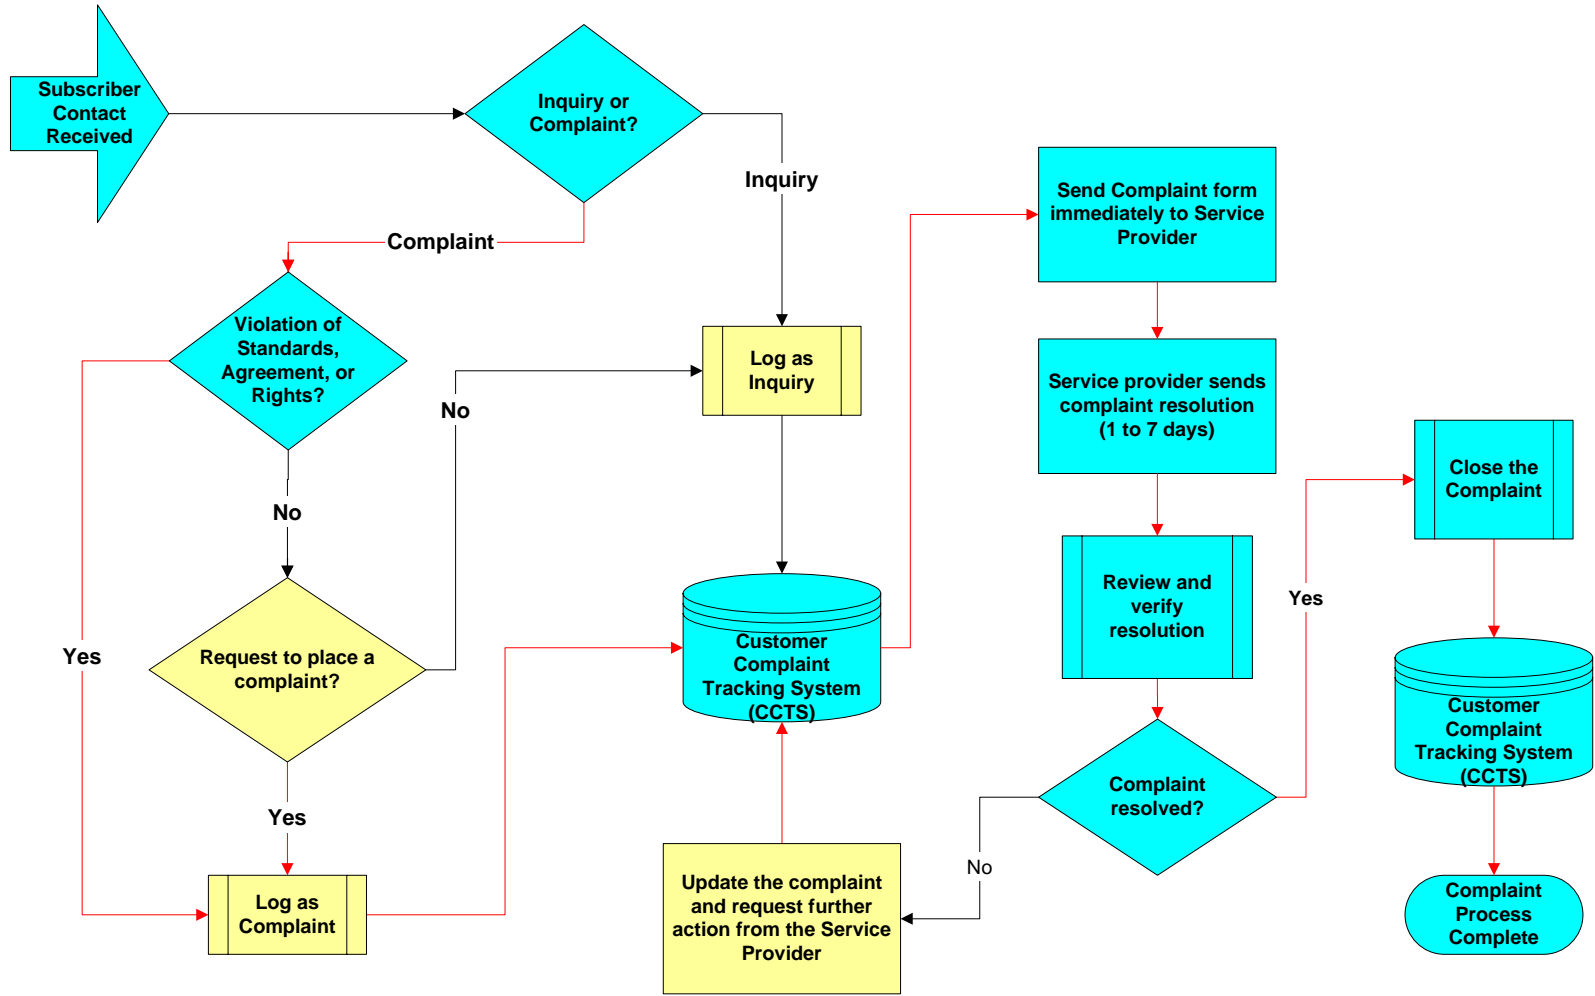 Subscriber
Contact
Received
Inquiry or
Complaint?
Inquiry
Complaint
Violation of
Standards,
Agreement, or
Rights?
No
Yes
Request to place a
complaint?
No
Yes
Log as
Complaint
Log as
Inquiry
Customer
Complaint
Tracking System
(CCTS)
Update the complaint
and request further
action from the Service
Provider
Send Complaint form
immediately to Service
Provider
Service provider sends
complaint resolution
(1 to 7 days)
Review and
verify
resolution
Complaint
resolved?
No
Yes
Close the
Complaint
Customer
Complaint
Tracking System
(CCTS)
Complaint
Process
Complete